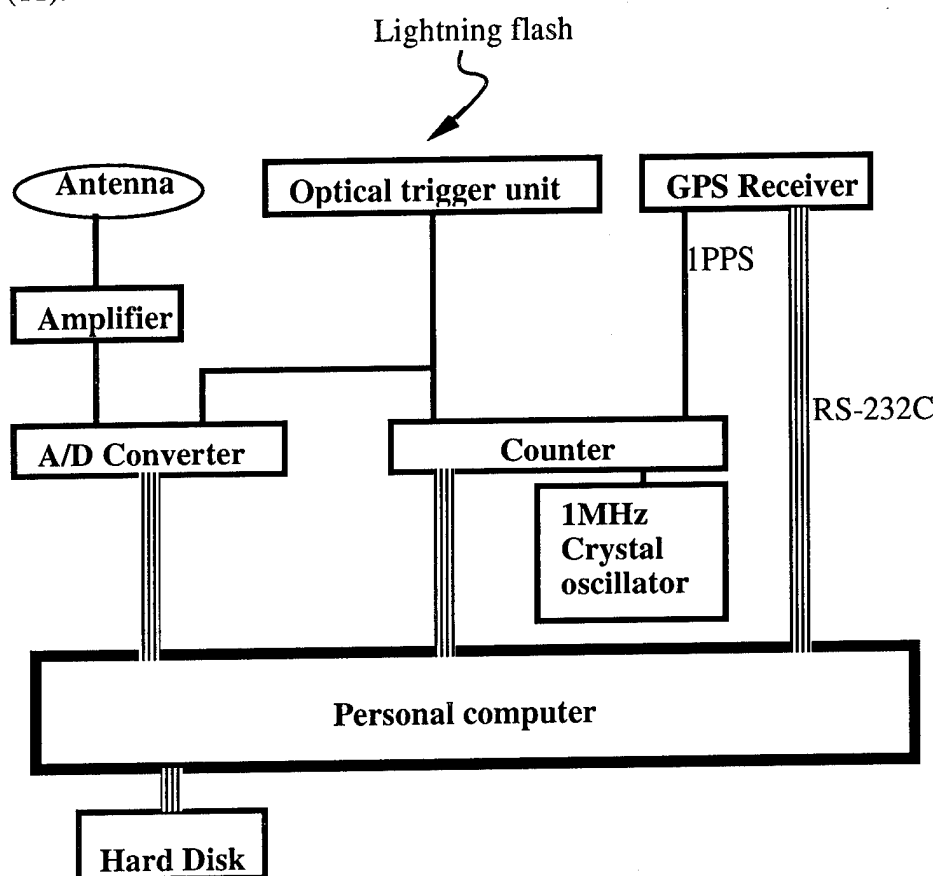 Lightning flash
Antenna
Optical trigger unit
GPS Receiver
1PPS
Amplifier
RS-232C
A/D Converter
Counter
1MHz
Crystal
oscillator
Personal computer
Hard Disk